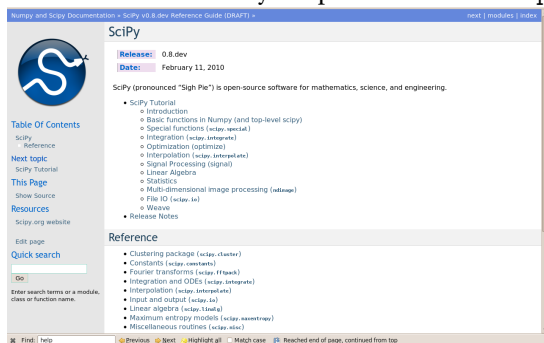 Numpy and Scipy Documentation » SciPy v0.8.dev Reference Guide (DRAFT) »
next | modules | index
SciPy
Release: 0.8.dev
Date: February 11, 2010
SciPy (pronounced "Sigh Pie") is open-source software for mathematics, science, and engineering.
• SciPy Tutorial
○ Introduction
○ Basic functions in Numpy (and top-level scipy)
○ Special functions (scipy.special)
○ Integration (scipy.integrate)
○ Optimization (optimize)
○ Interpolation (scipy.interpolate)
○ Signal Processing (signal)
○ Linear Algebra
○ Statistics
○ Multi-dimensional image processing (ndimage)
○ File IO (scipy.io)
○ Weave
• Release Notes
Reference
• Clustering package (scipy.cluster)
• Constants (scipy.constants)
• Fourier transforms (scipy.fftpack)
• Integration and ODEs (scipy.integrate)
• Interpolation (scipy.interpolate)
• Input and output (scipy.io)
• Linear algebra (scipy.linalg)
• Maximum entropy models (scipy.maxentropy)
• Miscellaneous routines (scipy.misc)
Table Of Contents
SciPy
Reference
Next topic
SciPy Tutorial
This Page
Show Source
Resources
Scipy.org website
Edit page
Quick search
Go
Enter search terms or a module,
class or function name.
Find: help Previous Next Highlight all Match case Reached end of page, continued from top